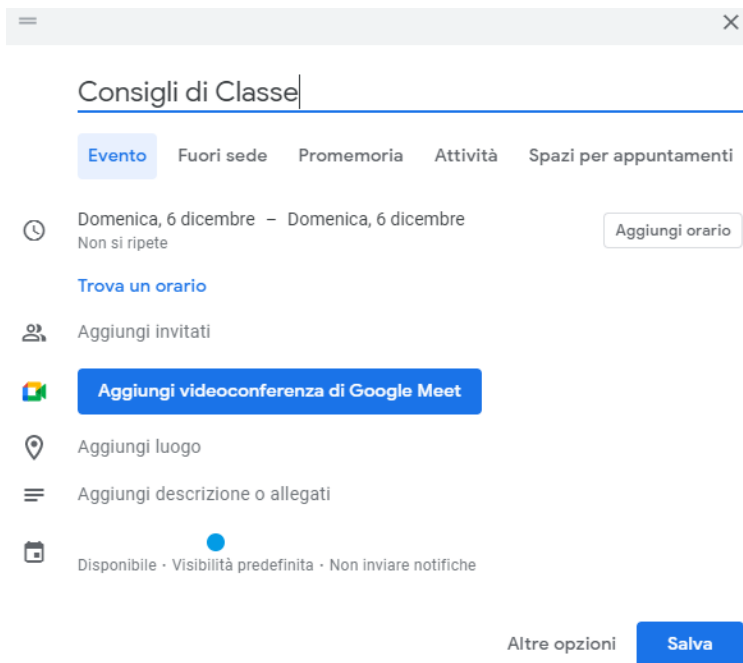 Consigli di Classe
Evento Fuori sede Promemoria Attività Spazi per appuntamenti
Domenica, 6 dicembre – Domenica, 6 dicembre Aggiungi orario
Non si ripete
Trova un orario
Aggiungi invitati
Aggiungi videoconferenza di Google Meet
Aggiungi luogo
Aggiungi descrizione o allegati
Disponibile · Visibilità predefinita · Non inviare notifiche
Altre opzioni Salva